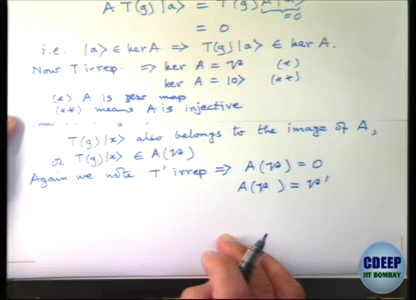 A T(g) |a> = T'(g) A|a>
=0
= 0
i.e. |a> ∈ ker A ⇒ T(g) |a> ∈ ker A.
Now T irrep. ⇒ ker A = V (*)
ker A = |0> (**)
(*) A is zero map
(**) means A is injective
T(g)|x> also belongs to the image of A,
or T(g)|x> ∈ A(V)
Again we note T' irrep ⇒ A(V) = 0
A(V) = V'
CDEEP
IIT BOMBAY